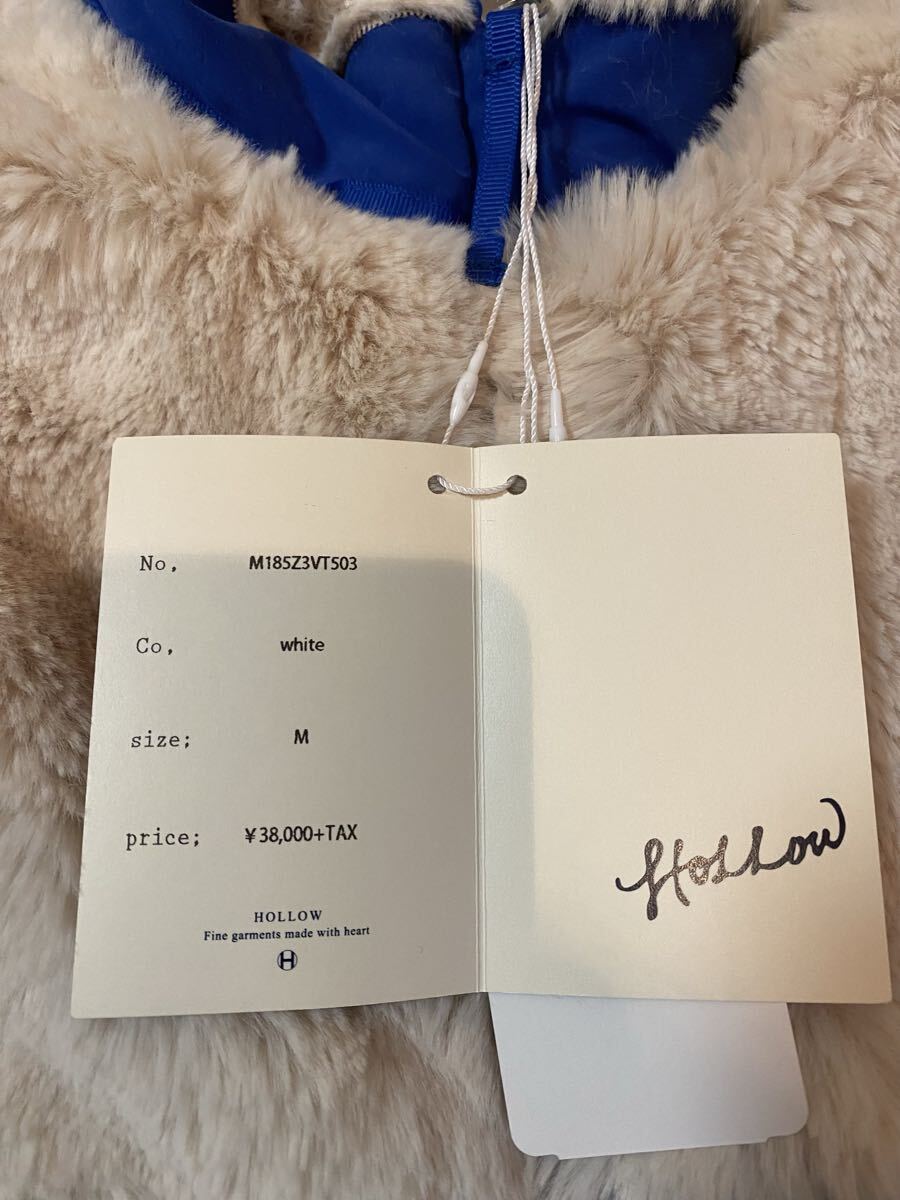 No. M185Z3VT503
Co. white
size; M
price; ¥38,000+TAX
HOLLOW
Fine garments made with heart
H
Hollow